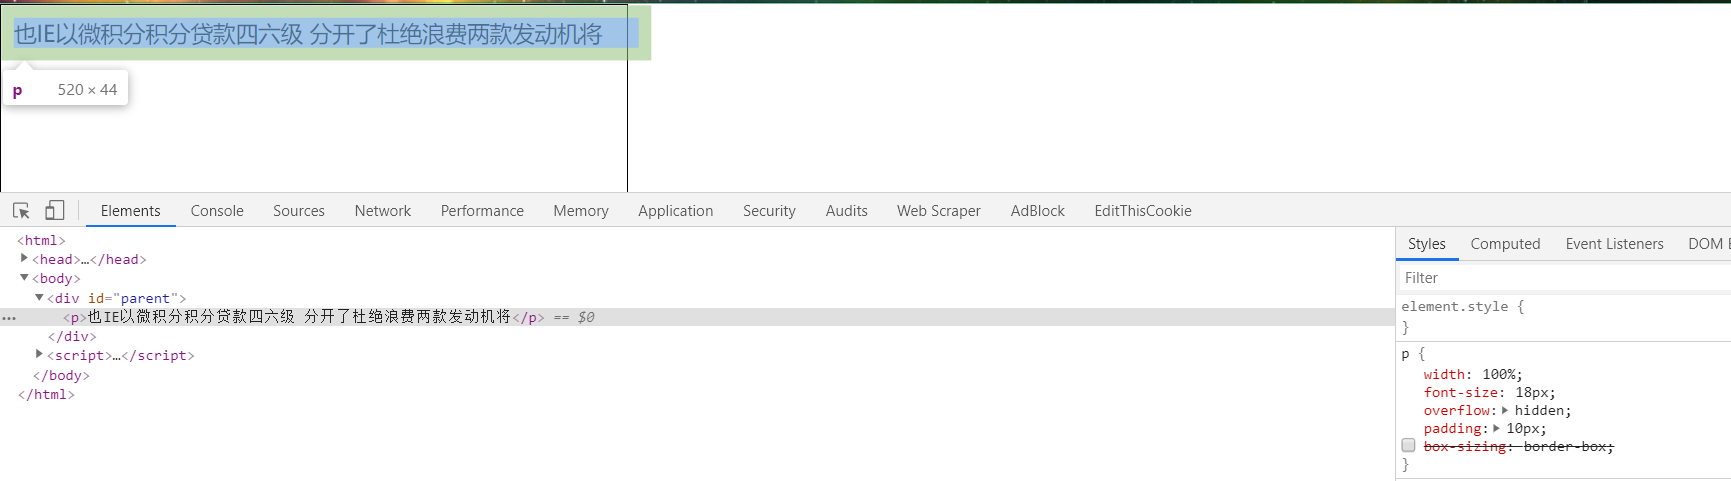 也IE以微积分积分贷款四六级 分开了杜绝浪费两款发动机将
p 520 × 44
Elements Console Sources Network Performance Memory Application Security Audits Web Scraper AdBlock EditThisCookie
<html>
<head>…</head>
<body>
<div id="parent">
<p>也IE以微积分积分贷款四六级 分开了杜绝浪费两款发动机将</p> == $0
</div>
<script>…</script>
</body>
</html>
Styles Computed Event Listeners DOM
Filter
element.style {
}
p {
width: 100%;
font-size: 18px;
overflow: hidden;
padding: 10px;
box-sizing: border-box;
}